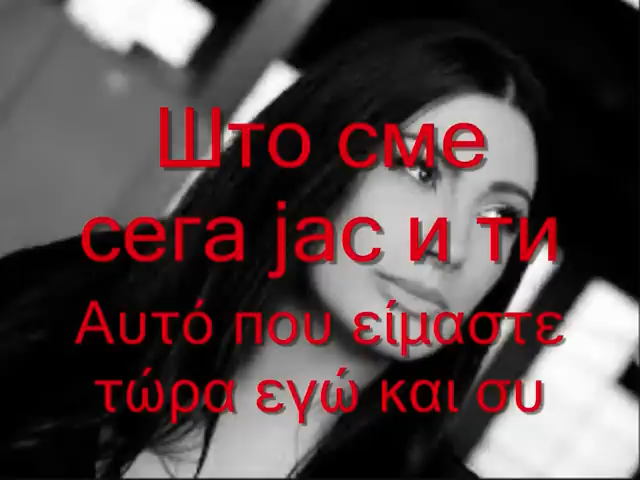 Што сме
сега јас и ти
Αυτό που είμαστε
τώρα εγώ και συ